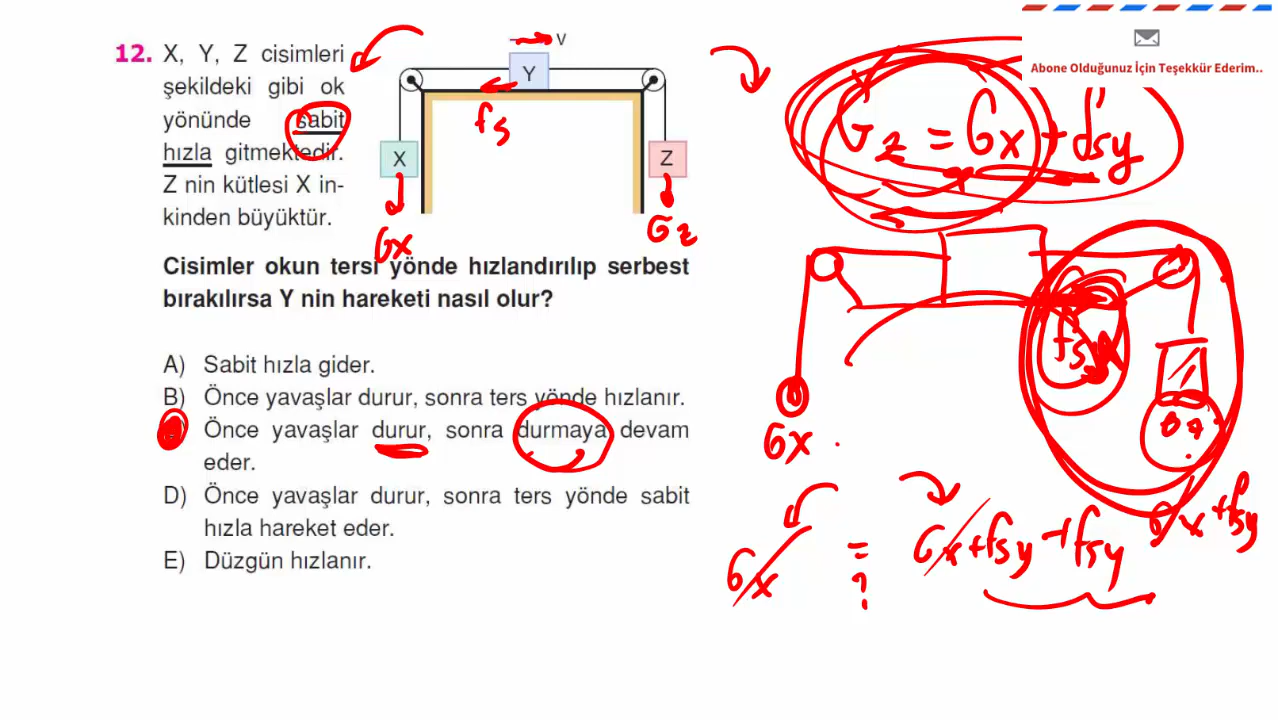 Abone Olduğunuz İçin Teşekkür Ederim..
12. X, Y, Z cisimleri
şekildeki gibi ok
yönünde sabit
hızla gitmektedir.
Z nin kütlesi X in-
kinden büyüktür.
v
Y
X
Z
fs
Gx
Gz
Gz = Gx + fsy
Cisimler okun tersi yönde hızlandırılıp serbest
bırakılırsa Y nin hareketi nasıl olur?
A) Sabit hızla gider.
B) Önce yavaşlar durur, sonra ters yönde hızlanır.
Önce yavaşlar durur, sonra durmaya devam
eder.
D) Önce yavaşlar durur, sonra ters yönde sabit
hızla hareket eder.
E) Düzgün hızlanır.
fs
Gx
Gz
Gx + fsy
Gx = Gx + fsy + fsy
?